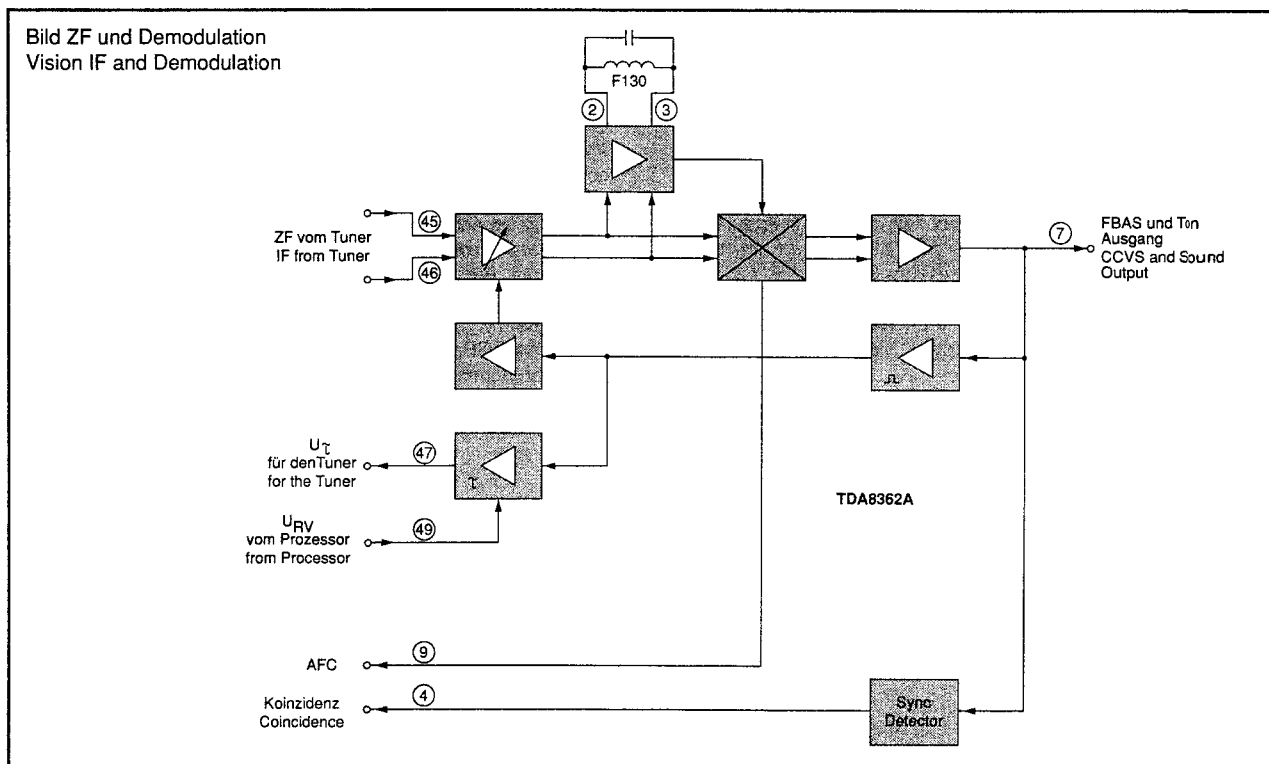 Bild ZF und Demodulation
Vision IF and Demodulation
F130
2
3
45
ZF vom Tuner
IF from Tuner
46
7
FBAS und Ton
Ausgang
CCVS and Sound
Output
Uτ
für denTuner
for the Tuner
47
τ
TDA8362A
URV
vom Prozessor
from Processor
49
AFC
9
Koinzidenz
Coincidence
4
Sync
Detector